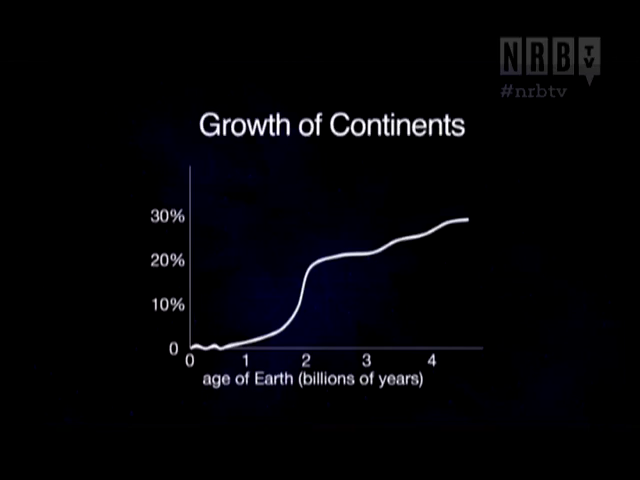 NRB TV
#nrbtv
Growth of Continents
30%
20%
10%
0
0 1 2 3 4
age of Earth (billions of years)